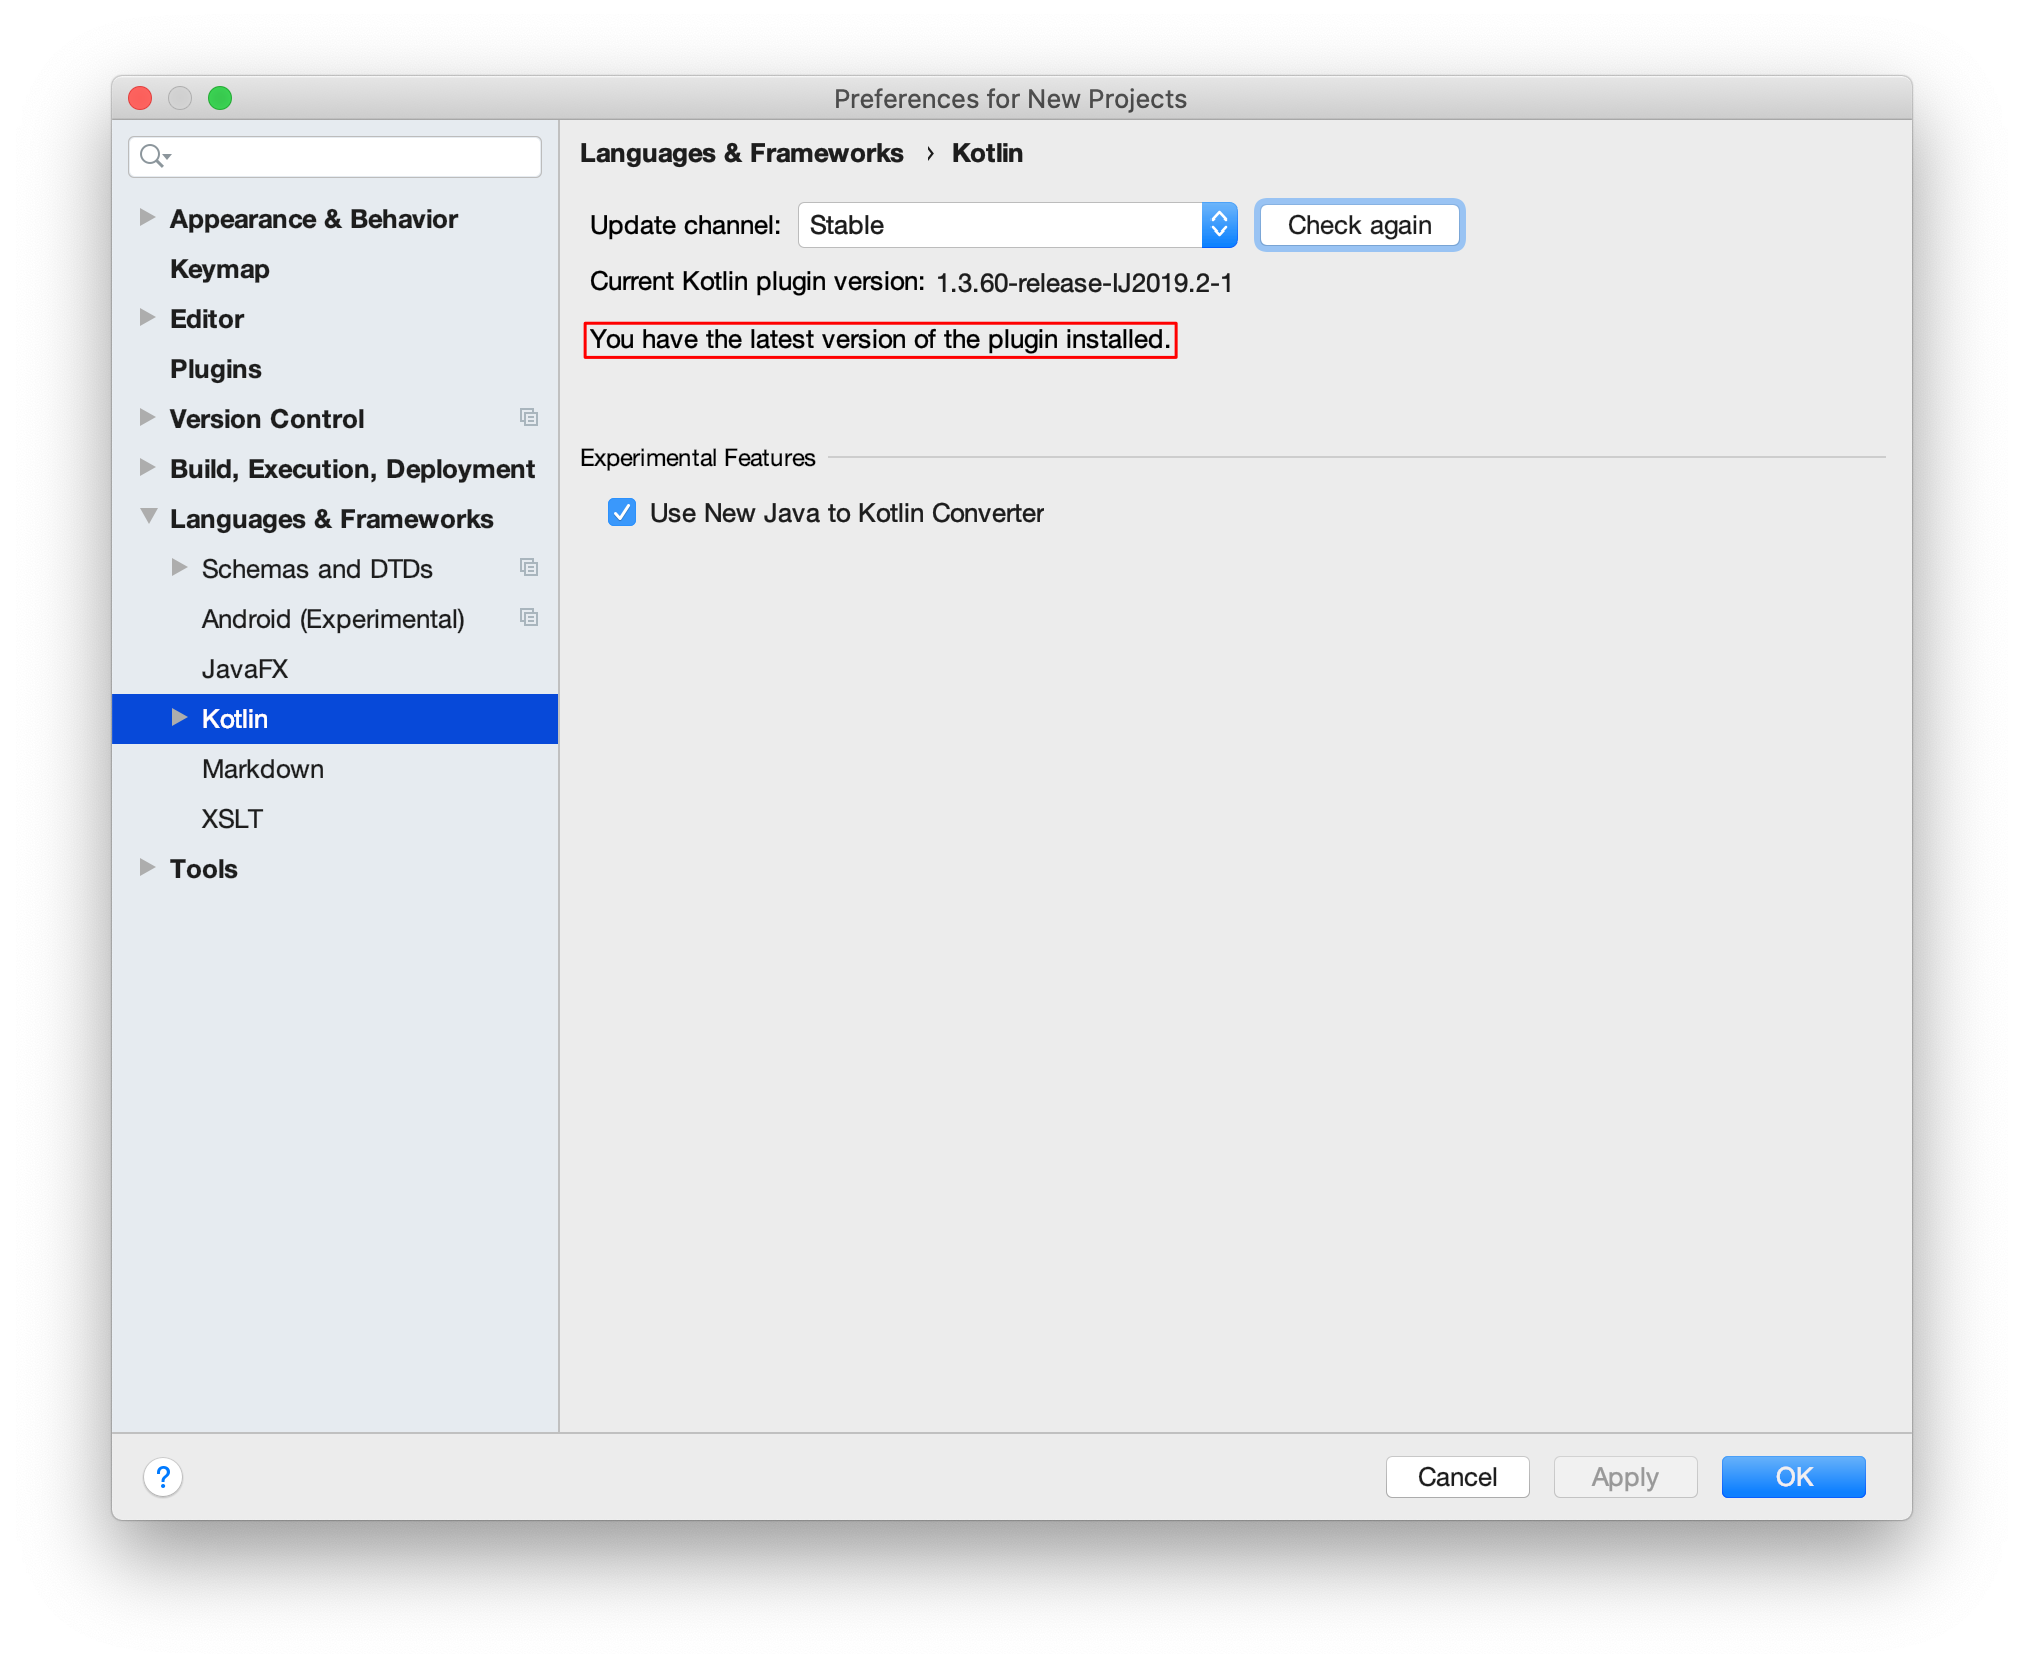 Preferences for New Projects
Appearance & Behavior
Keymap
Editor
Plugins
Version Control
Build, Execution, Deployment
Languages & Frameworks
Schemas and DTDs
Android (Experimental)
JavaFX
Kotlin
Markdown
XSLT
Tools
Languages & Frameworks › Kotlin
Update channel: Stable Check again
Current Kotlin plugin version: 1.3.60-release-IJ2019.2-1
You have the latest version of the plugin installed.
Experimental Features
Use New Java to Kotlin Converter
? Cancel Apply OK